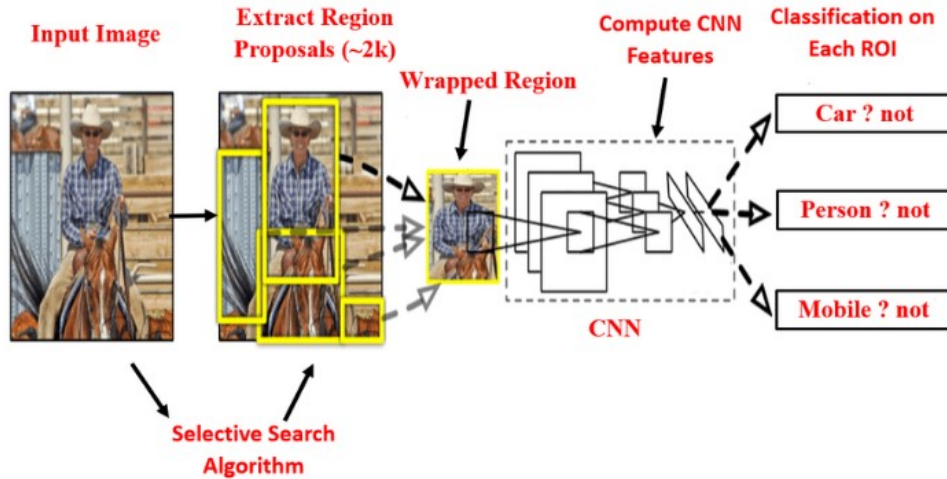 Input Image
Extract Region
Proposals (~2k)
Wrapped Region
Compute CNN
Features
Classification on
Each ROI
Car ? not
Person ? not
Mobile ? not
CNN
Selective Search
Algorithm